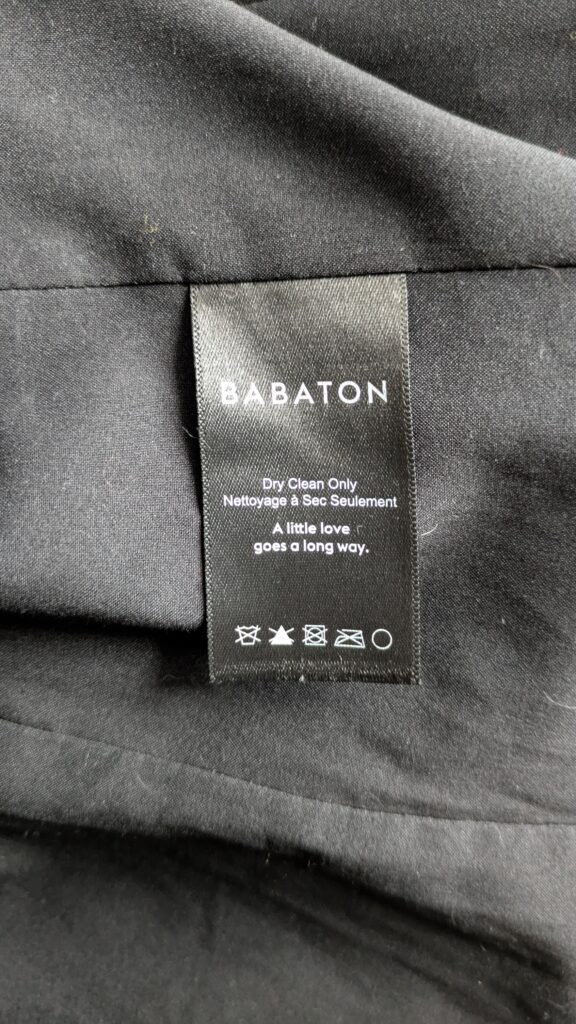 BABATON
Dry Clean Only
Nettoyage à Sec Seulement
A little love
goes a long way.